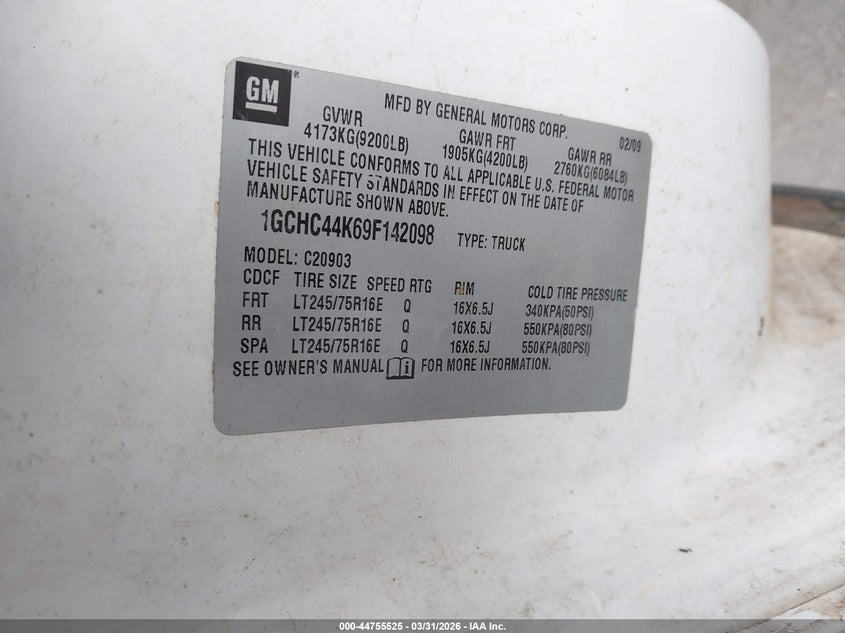 GM
MFD BY GENERAL MOTORS CORP. 02/09
GVWR GAWR FRT GAWR RR
4173KG(9200LB) 1905KG(4200LB) 2760KG(6084LB)
THIS VEHICLE CONFORMS TO ALL APPLICABLE U.S. FEDERAL MOTOR
VEHICLE SAFETY STANDARDS IN EFFECT ON THE DATE OF
MANUFACTURE SHOWN ABOVE.
1GCHC44K69F142098 TYPE: TRUCK
MODEL: C20903
CDCF TIRE SIZE SPEED RTG RIM COLD TIRE PRESSURE
FRT LT245/75R16E Q 16X6.5J 340KPA(50PSI)
RR LT245/75R16E Q 16X6.5J 550KPA(80PSI)
SPA LT245/75R16E Q 16X6.5J 550KPA(80PSI)
SEE OWNER'S MANUAL i FOR MORE INFORMATION.
000-44755525 - 03/31/2026 - IAA Inc.